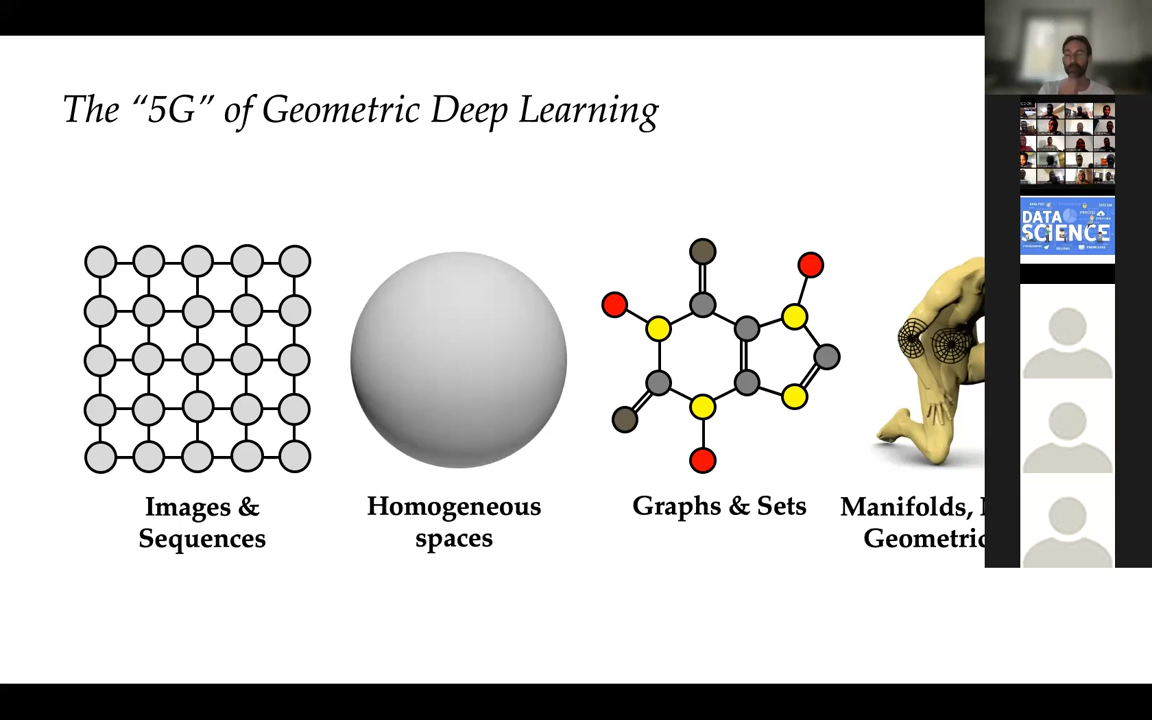 The “5G” of Geometric Deep Learning
Images &
Sequences
Homogeneous
spaces
Graphs & Sets
Manifolds,
Geometric
DATA
SCIENCE